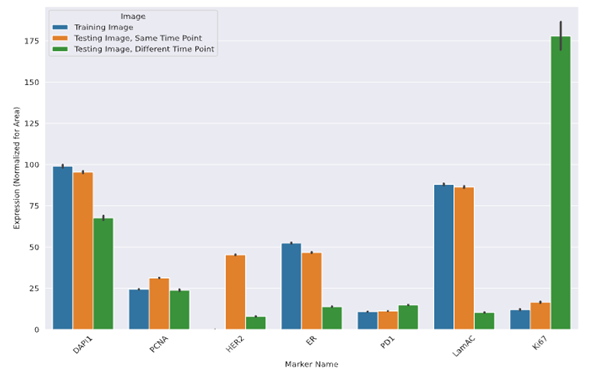 Image
Training Image
Testing Image, Same Time Point
Testing Image, Different Time Point
Expression (Normalized for Area)
175
150
125
100
75
50
25
0
DAPI1
PCNA
HER2
ER
PD1
LamAC
Ki67
Marker Name